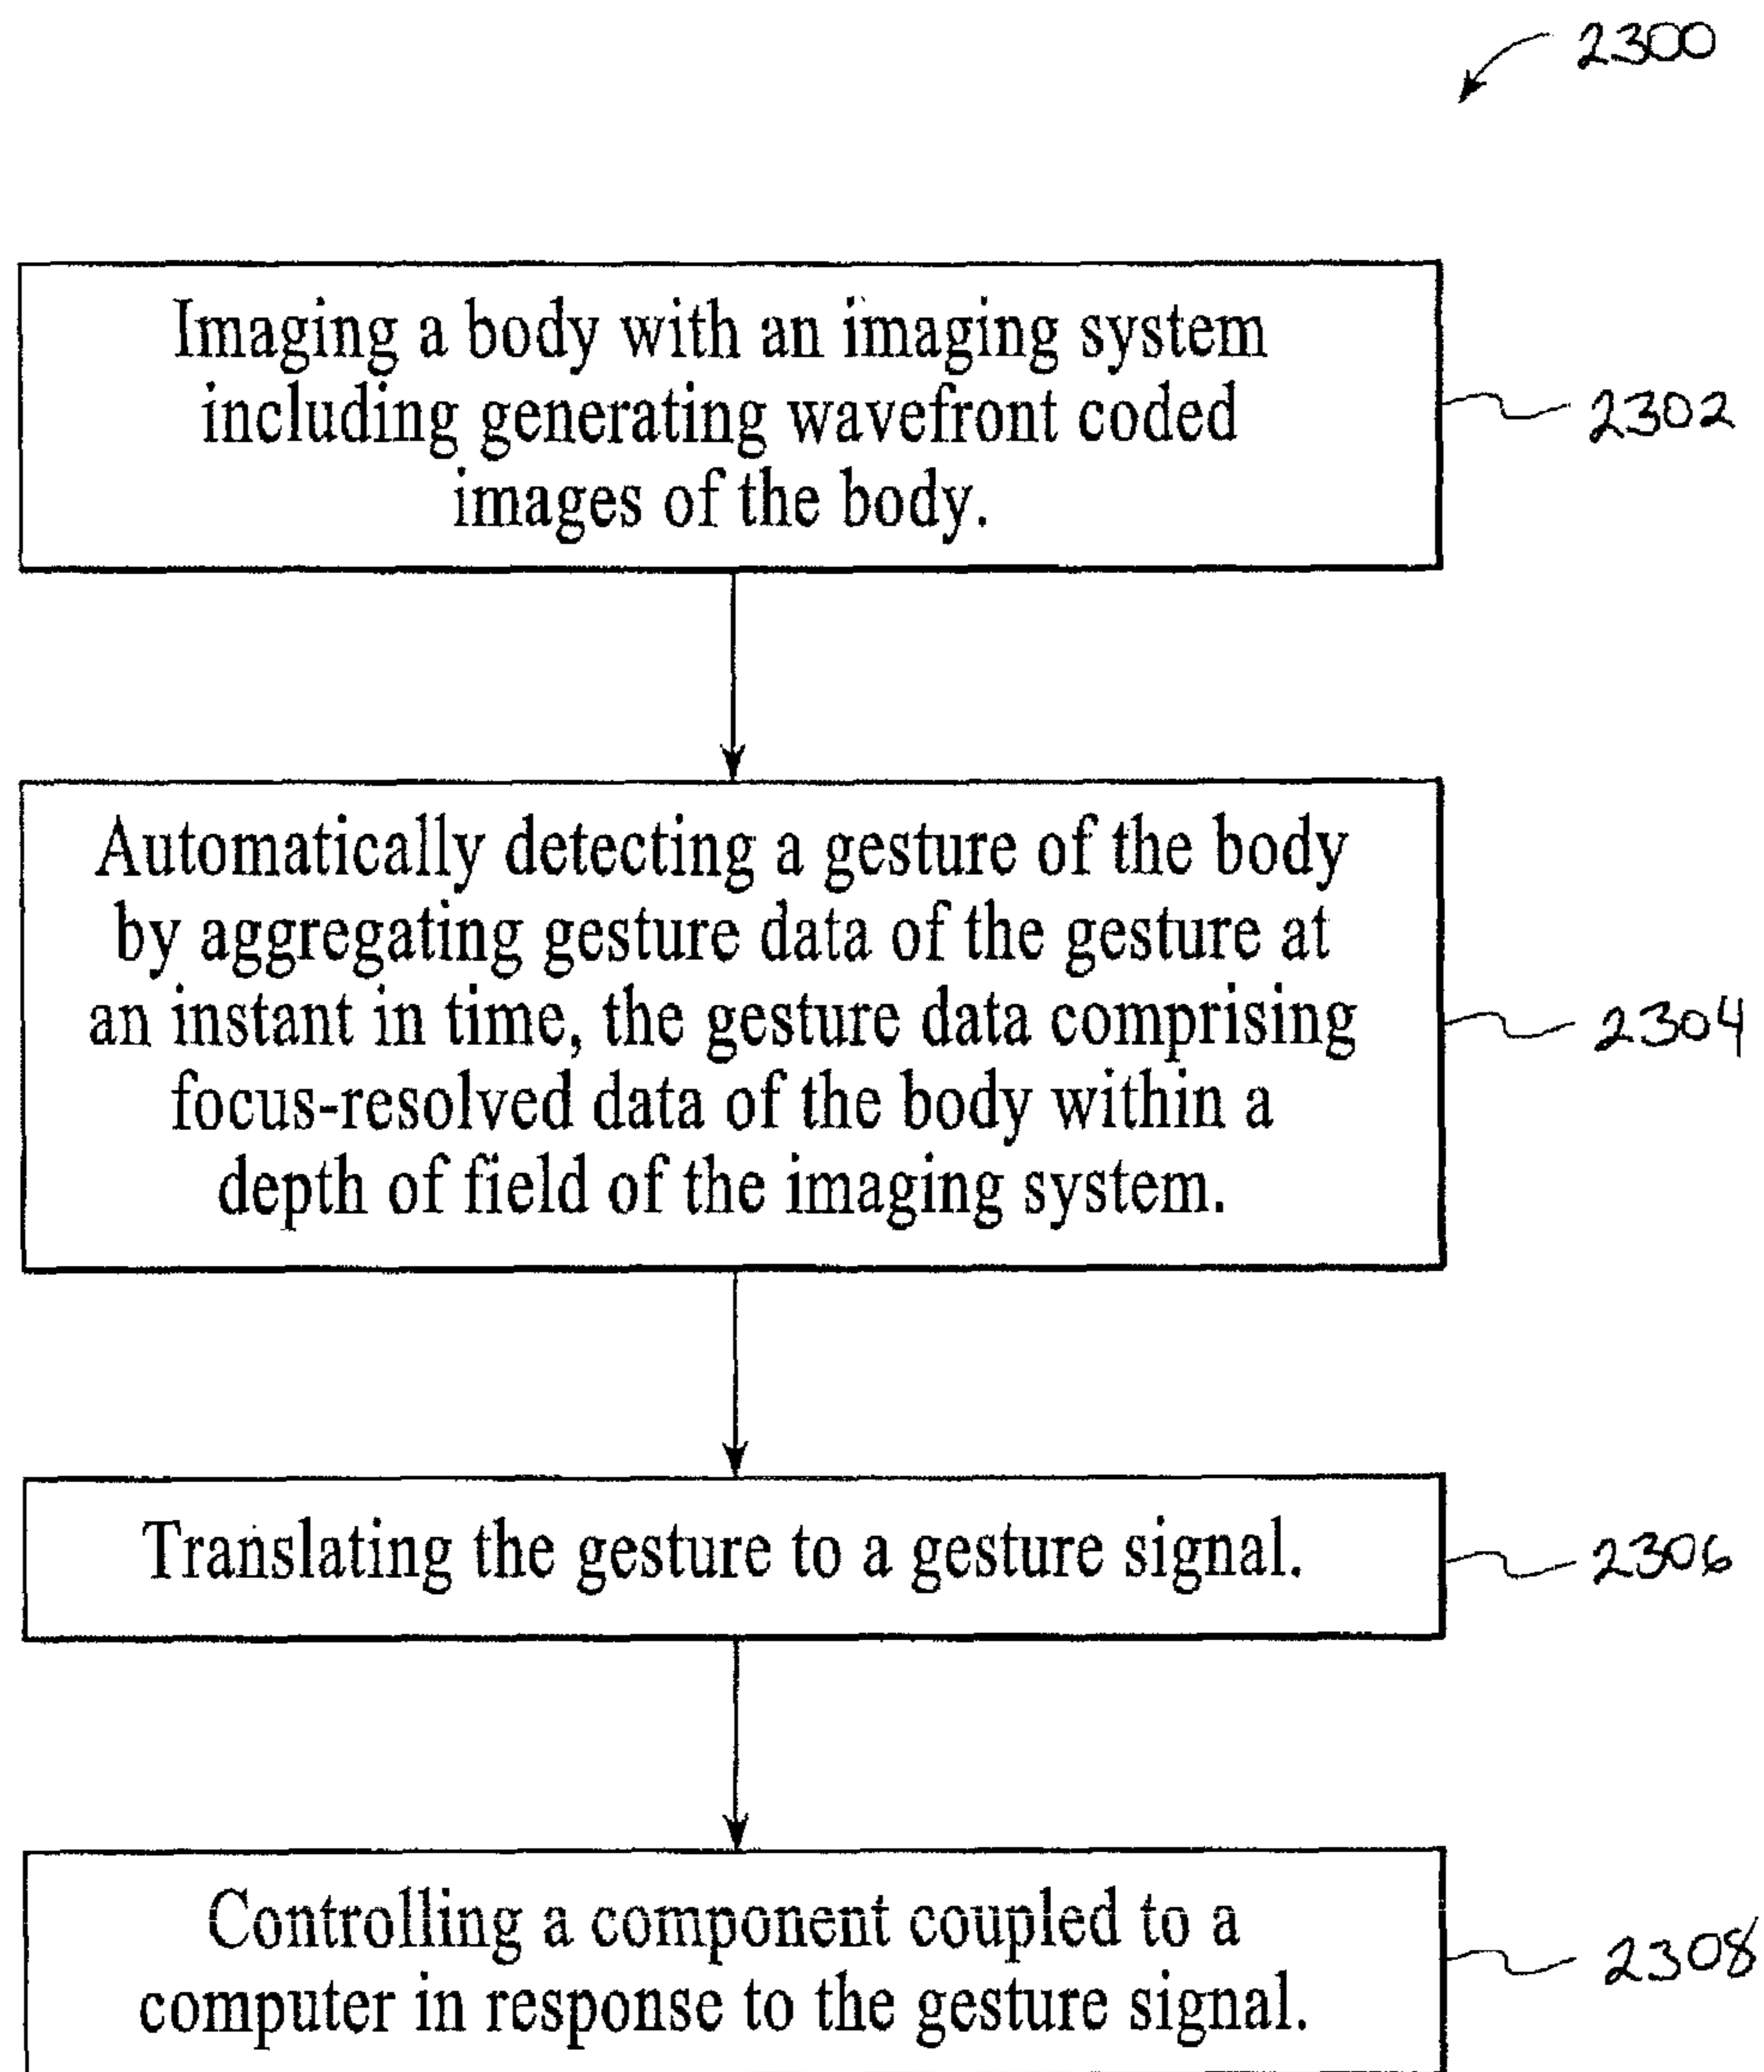 2300
Imaging a body with an imaging system
including generating wavefront coded
images of the body.
2302
Automatically detecting a gesture of the body
by aggregating gesture data of the gesture at
an instant in time, the gesture data comprising
focus-resolved data of the body within a
depth of field of the imaging system.
2304
Translating the gesture to a gesture signal.
2306
Controlling a component coupled to a
computer in response to the gesture signal.
2308